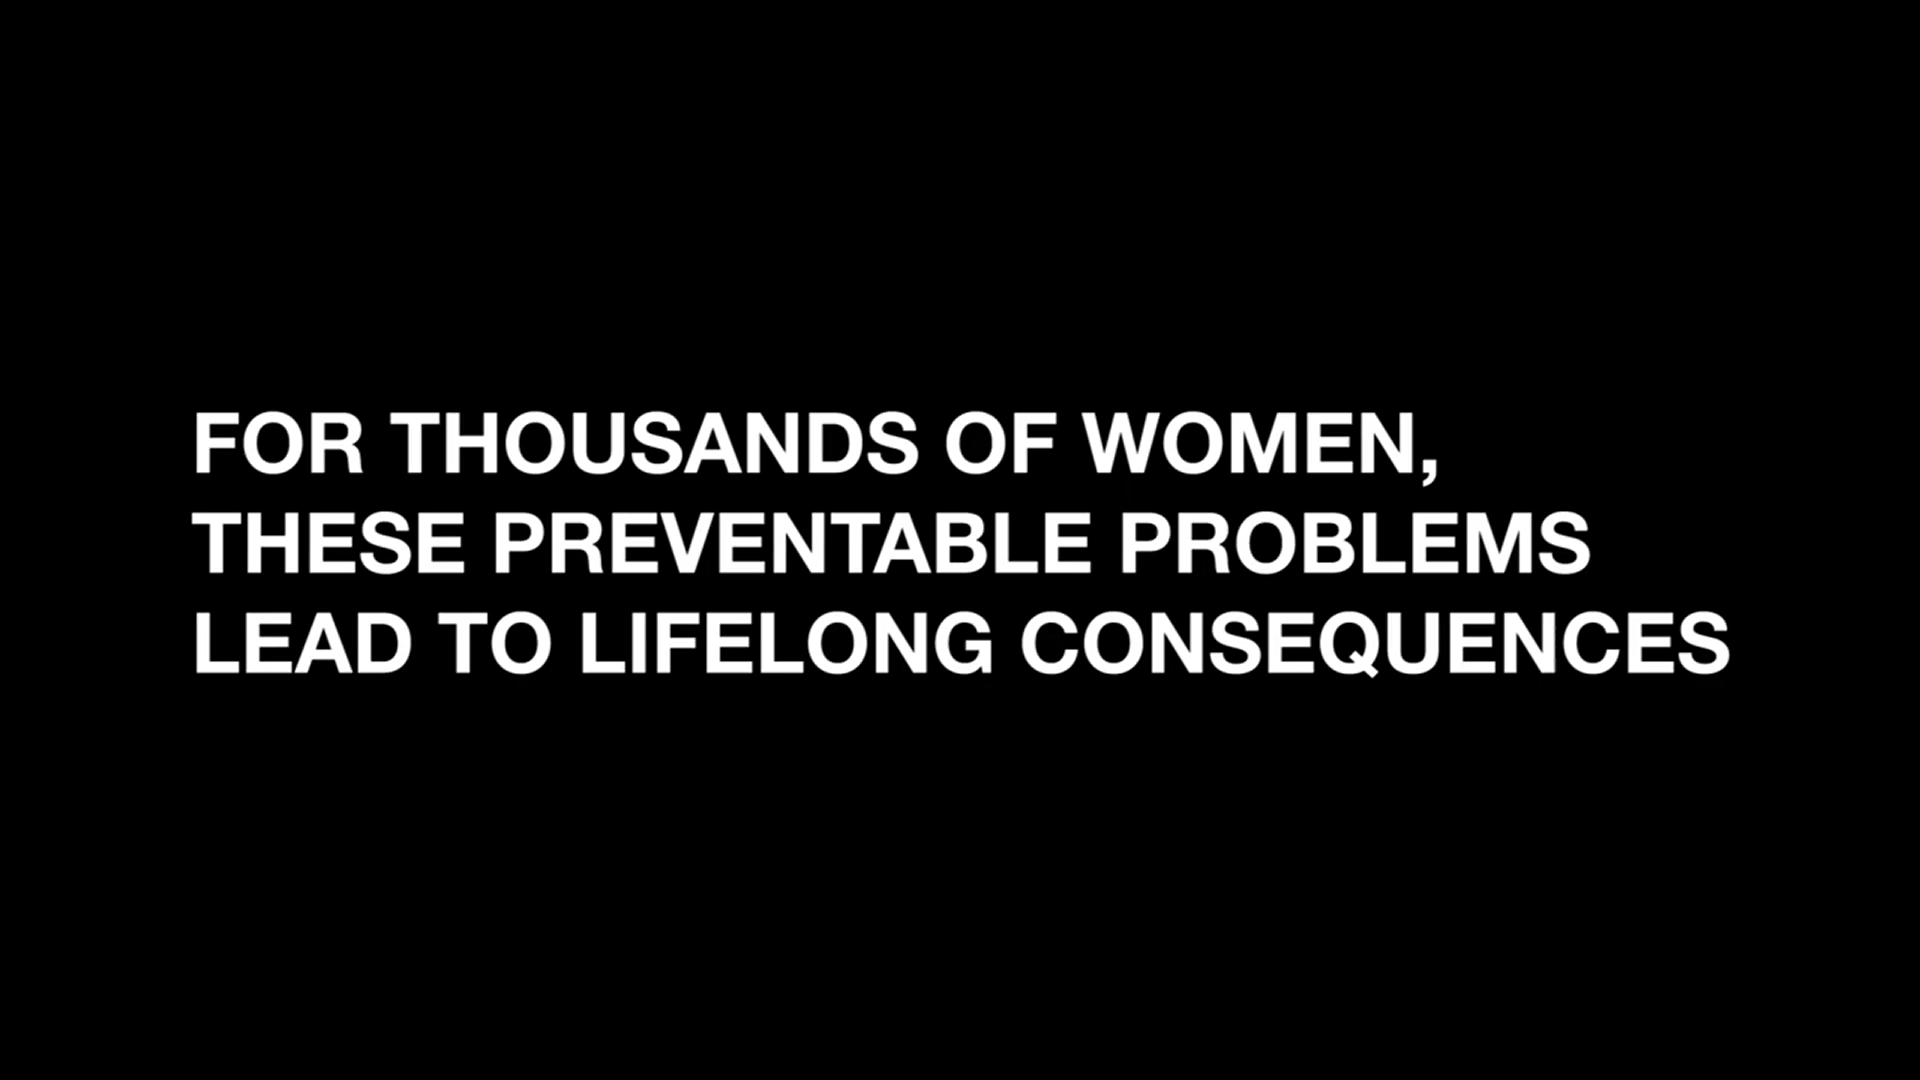 FOR THOUSANDS OF WOMEN,
THESE PREVENTABLE PROBLEMS
LEAD TO LIFELONG CONSEQUENCES